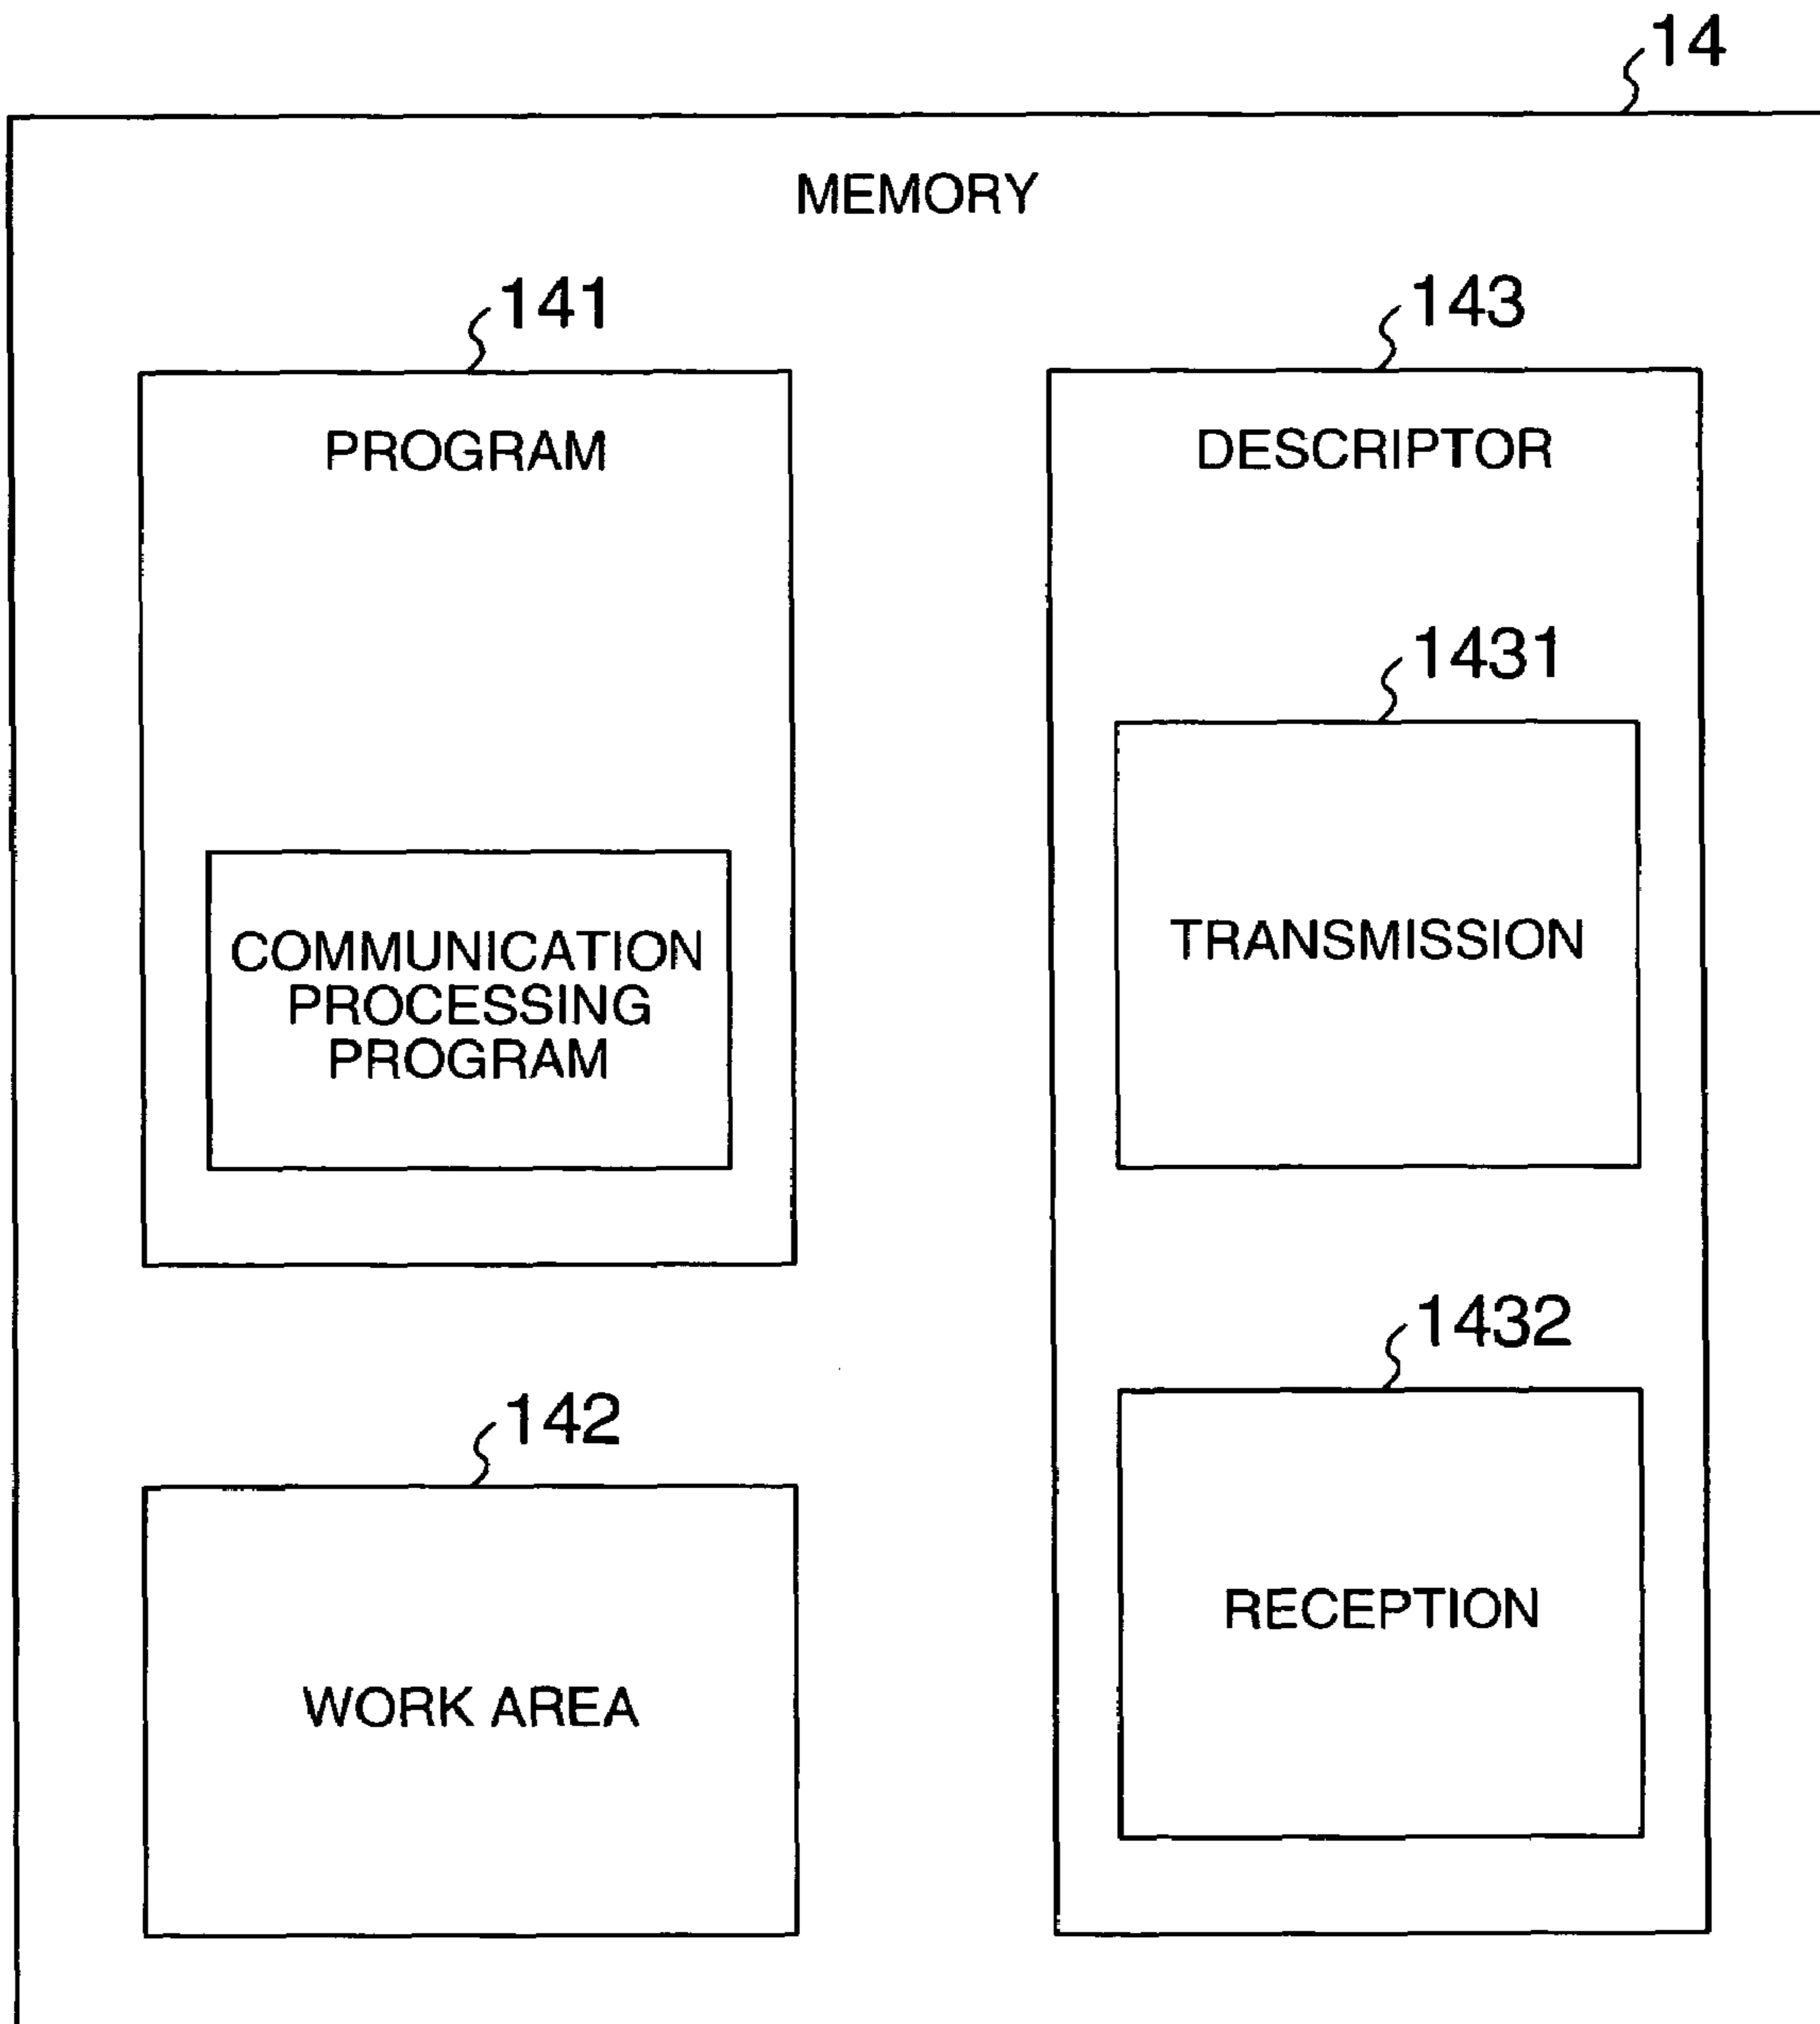 14
MEMORY
141
PROGRAM
COMMUNICATION
PROCESSING
PROGRAM
142
WORK AREA
143
DESCRIPTOR
1431
TRANSMISSION
1432
RECEPTION